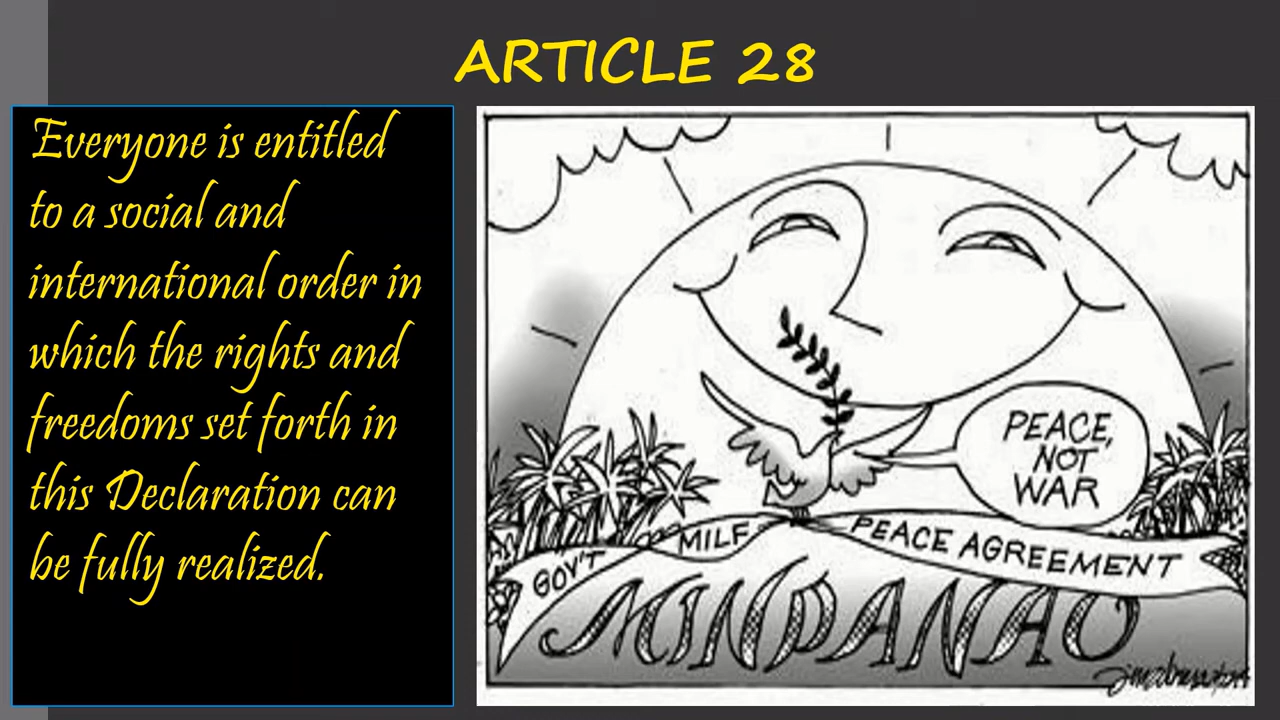 ARTICLE 28
Everyone is entitled
to a social and
international order in
which the rights and
freedoms set forth in
this Declaration can
be fully realized.
PEACE,
NOT
WAR
GOV'T MILF PEACE AGREEMENT
MINDANAO